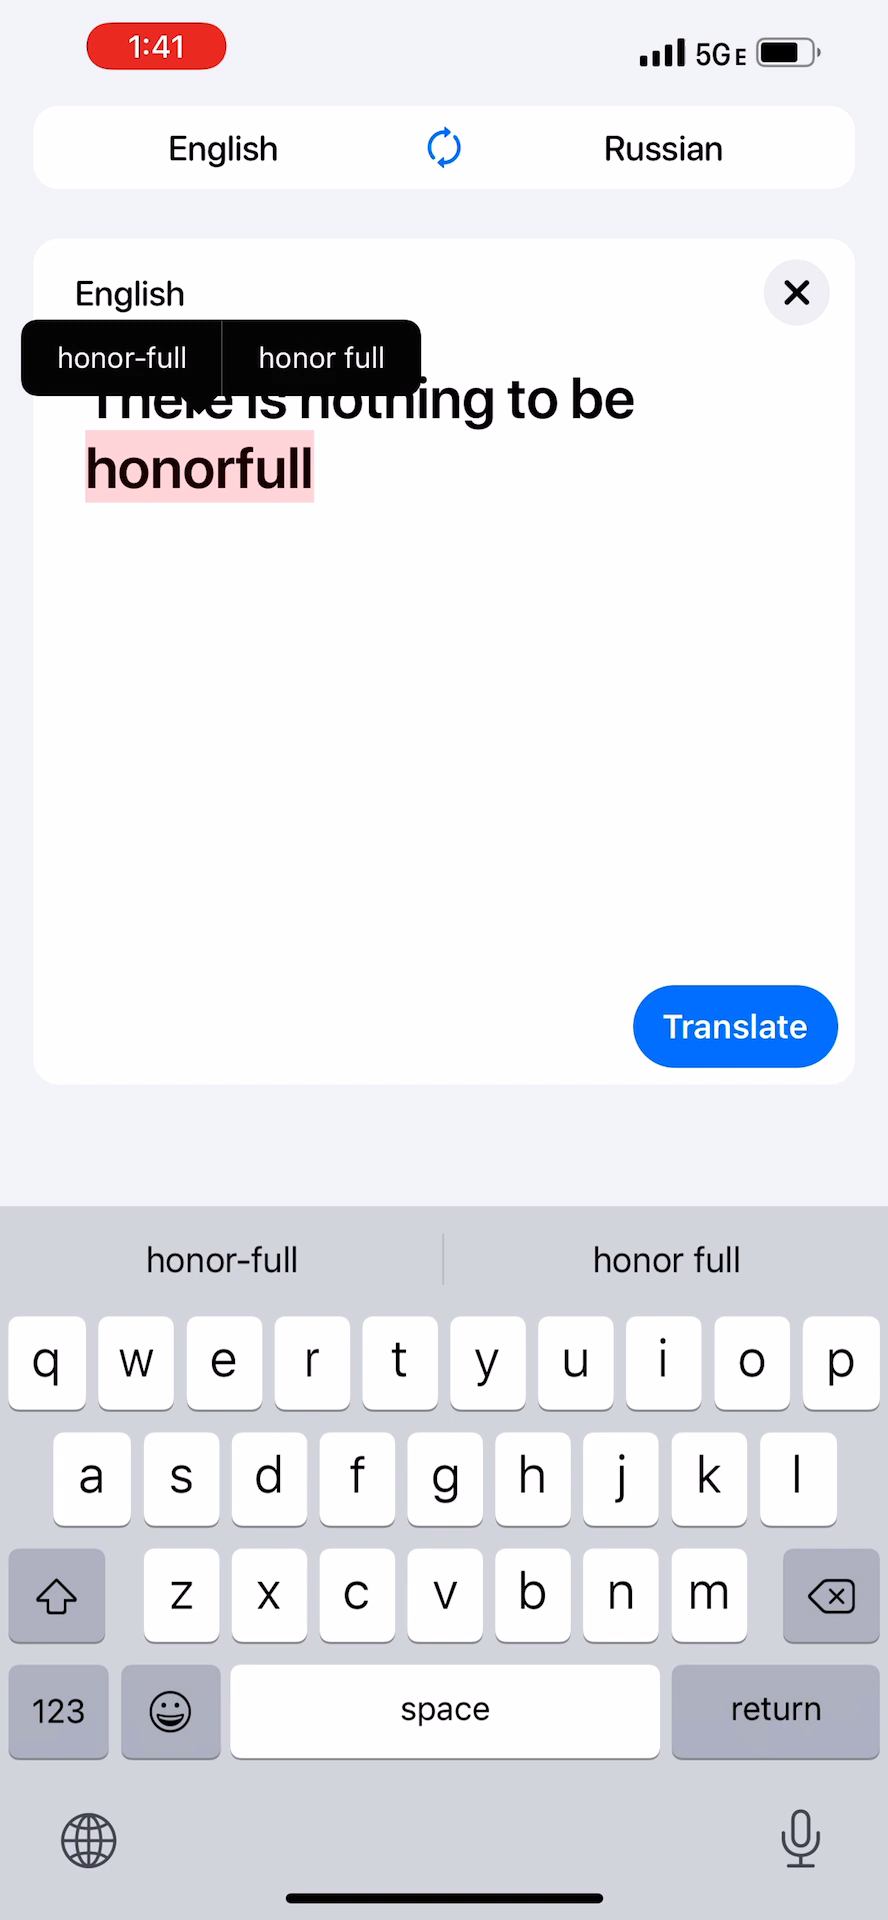 1:41
5GE
English
Russian
English
honor-full
honor full
There is nothing to be
honorfull
Translate
honor-full
honor full
q w e r t y u i o p
a s d f g h j k l
z x c v b n m
123
space
return